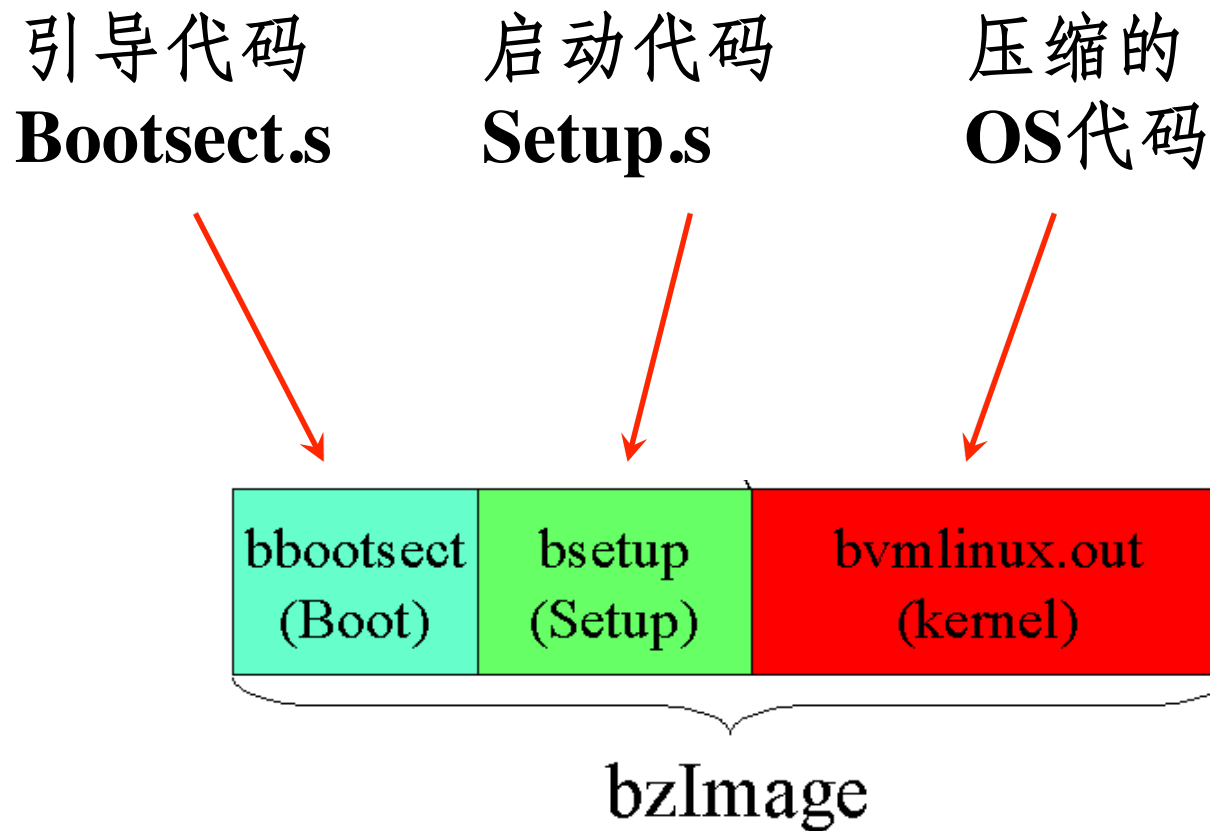 引导代码
Bootsect.s
启动代码
Setup.s
压缩的
OS代码
bbootsect
(Boot)
bsetup
(Setup)
bvmlinux.out
(kernel)
bzImage